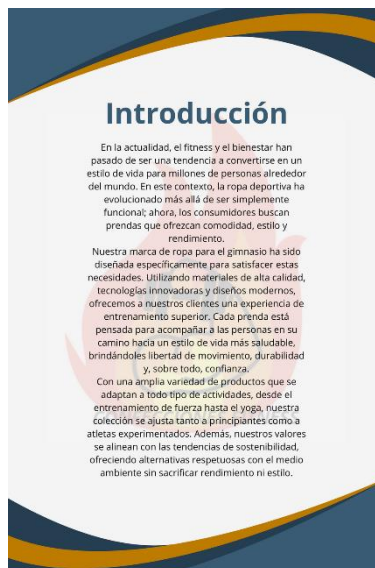 Introducción
En la actualidad, el fitness y el bienestar han
pasado de ser una tendencia a convertirse en un
estilo de vida para millones de personas alrededor
del mundo. En este contexto, la ropa deportiva ha
evolucionado más allá de ser simplemente
funcional; ahora, los consumidores buscan
prendas que ofrezcan comodidad, estilo y
rendimiento.
Nuestra marca de ropa para el gimnasio ha sido
diseñada específicamente para satisfacer estas
necesidades. Utilizando materiales de alta calidad,
tecnologías innovadoras y diseños modernos,
ofrecemos a nuestros clientes una experiencia de
entrenamiento superior. Cada prenda está
pensada para acompañar a las personas en su
camino hacia un estilo de vida más saludable,
brindándoles libertad de movimiento, durabilidad
y, sobre todo, confianza.
Con una amplia variedad de productos que se
adaptan a todo tipo de actividades, desde el
entrenamiento de fuerza hasta el yoga, nuestra
colección se ajusta tanto a principiantes como a
atletas experimentados. Además, nuestros valores
se alinean con las tendencias de sostenibilidad,
ofreciendo alternativas respetuosas con el medio
ambiente sin sacrificar rendimiento ni estilo.